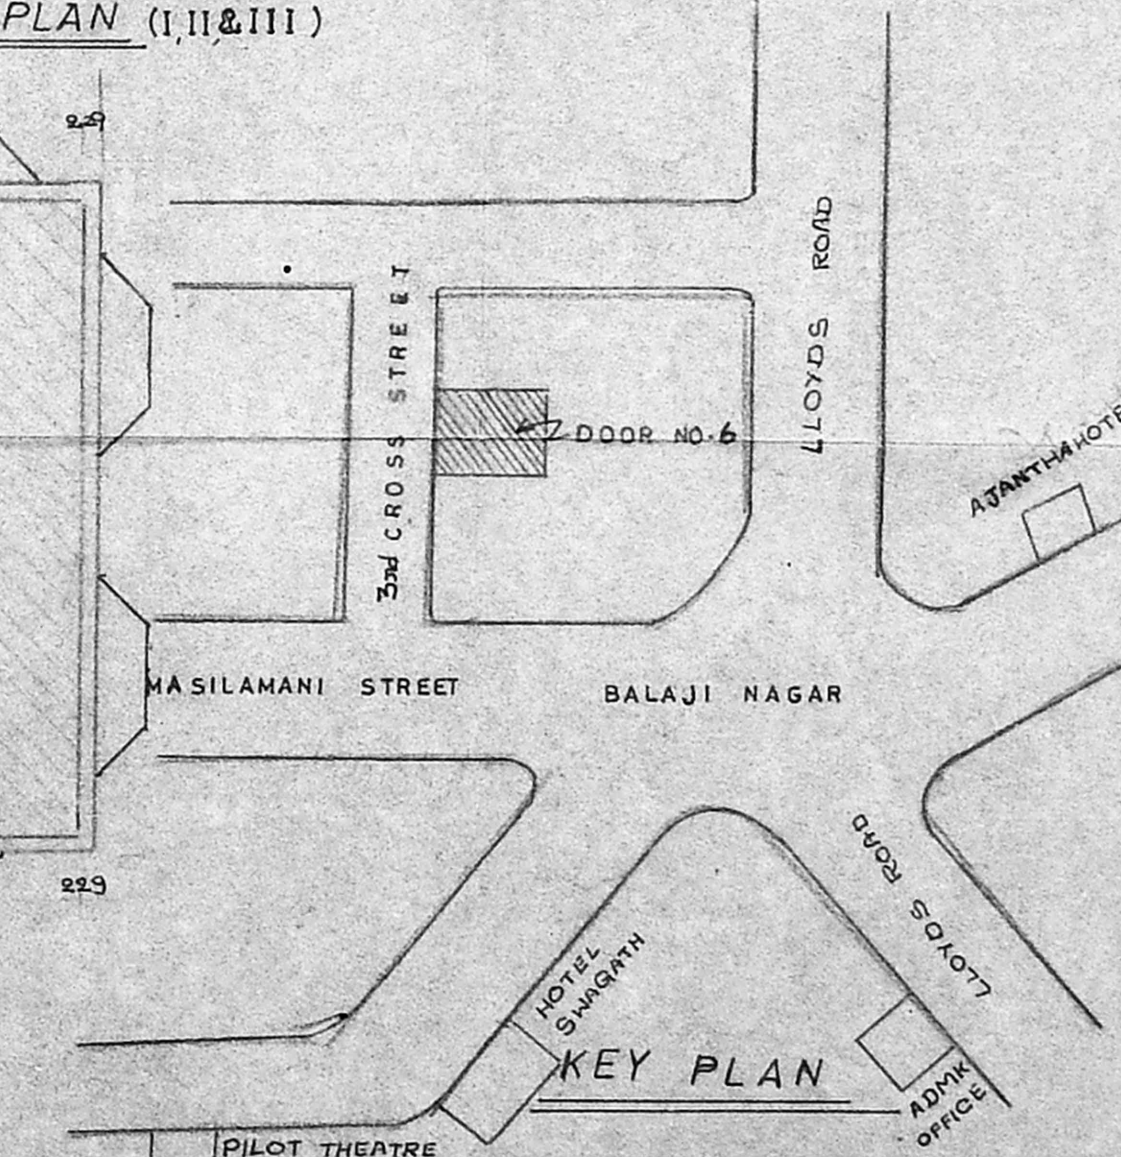 PLAN (I,II&III)
229
LLOYDS ROAD
3rd CROSS STREET
DOOR NO.6
AJANTHA HOTE
MASILAMANI STREET
BALAJI NAGAR
229
LLOYDS ROAD
HOTEL
SWAGATH
KEY PLAN
ADMK
OFFICE
PILOT THEATRE